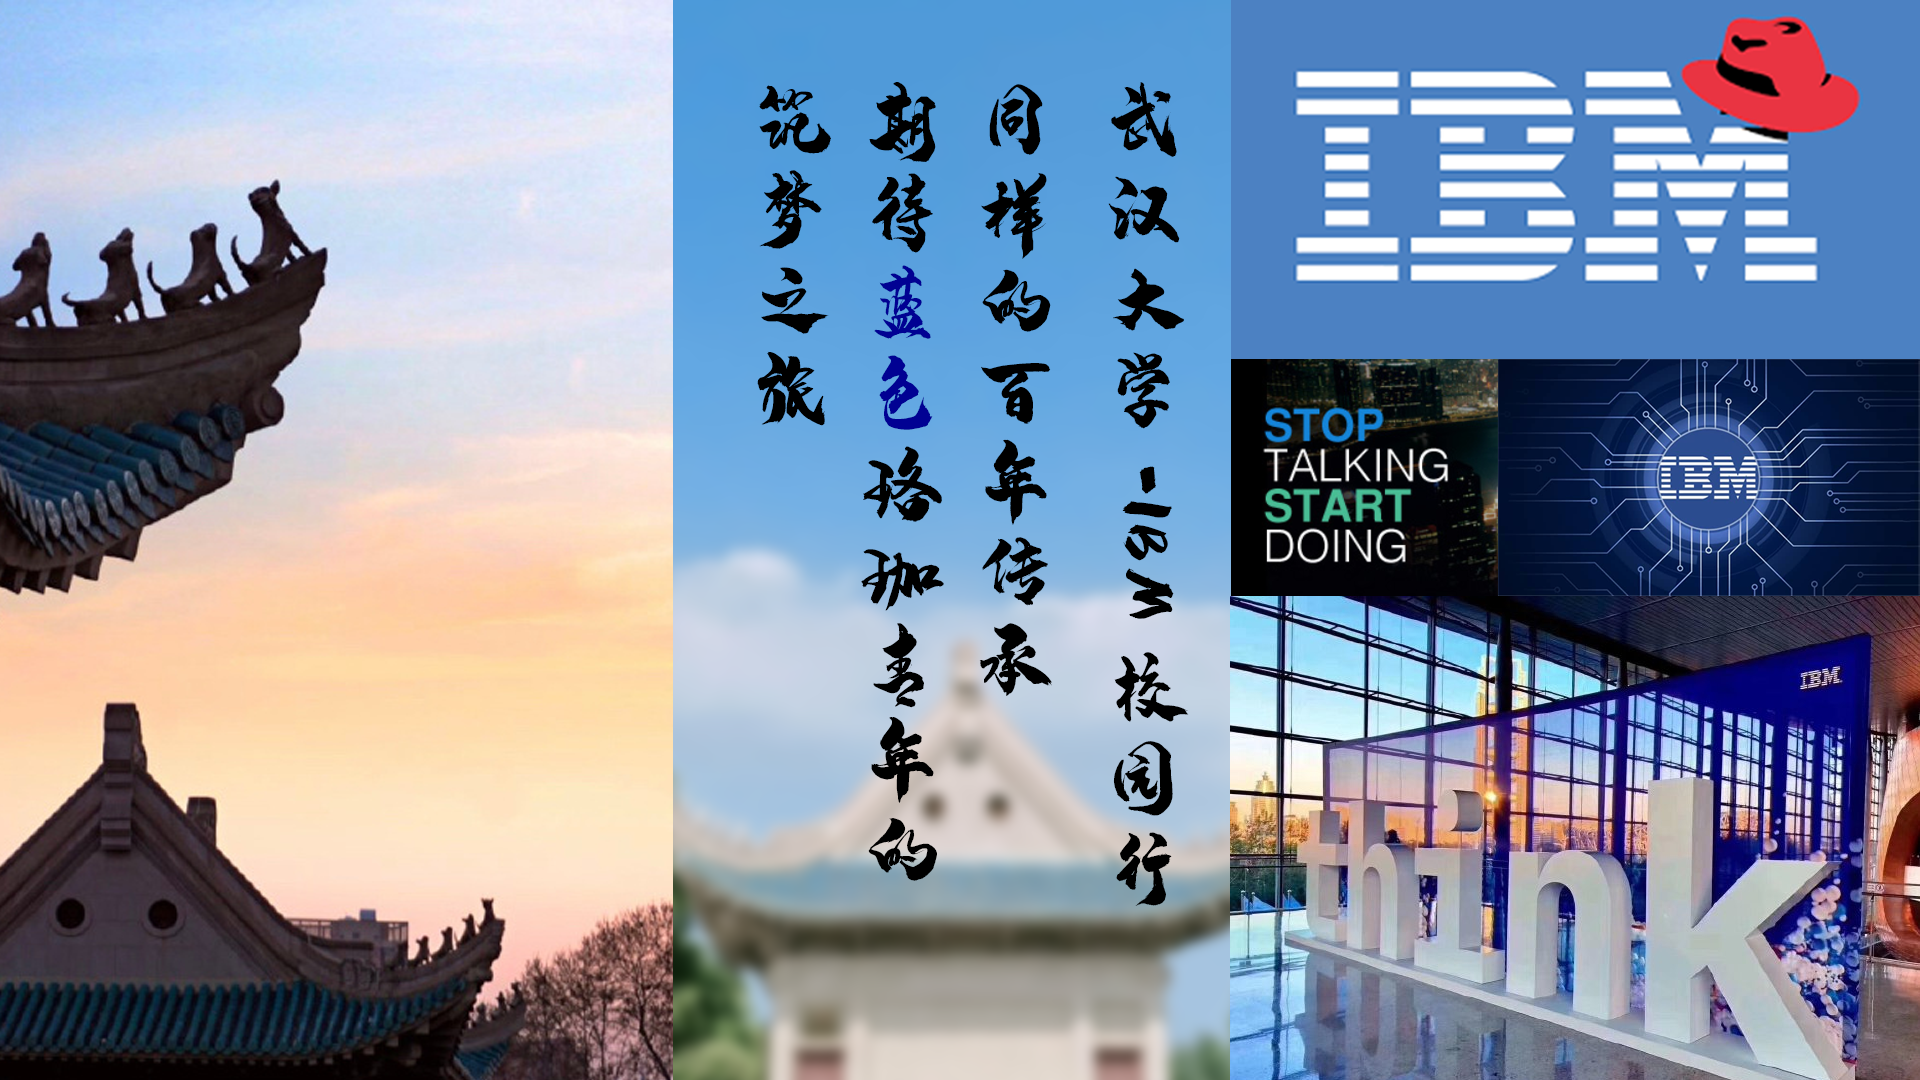 武汉大学-IBM校园行
同样的百年传承
期待蓝色珞珈青年的
筑梦之旅
IBM
STOP
TALKING
START
DOING
IBM
IBM
think